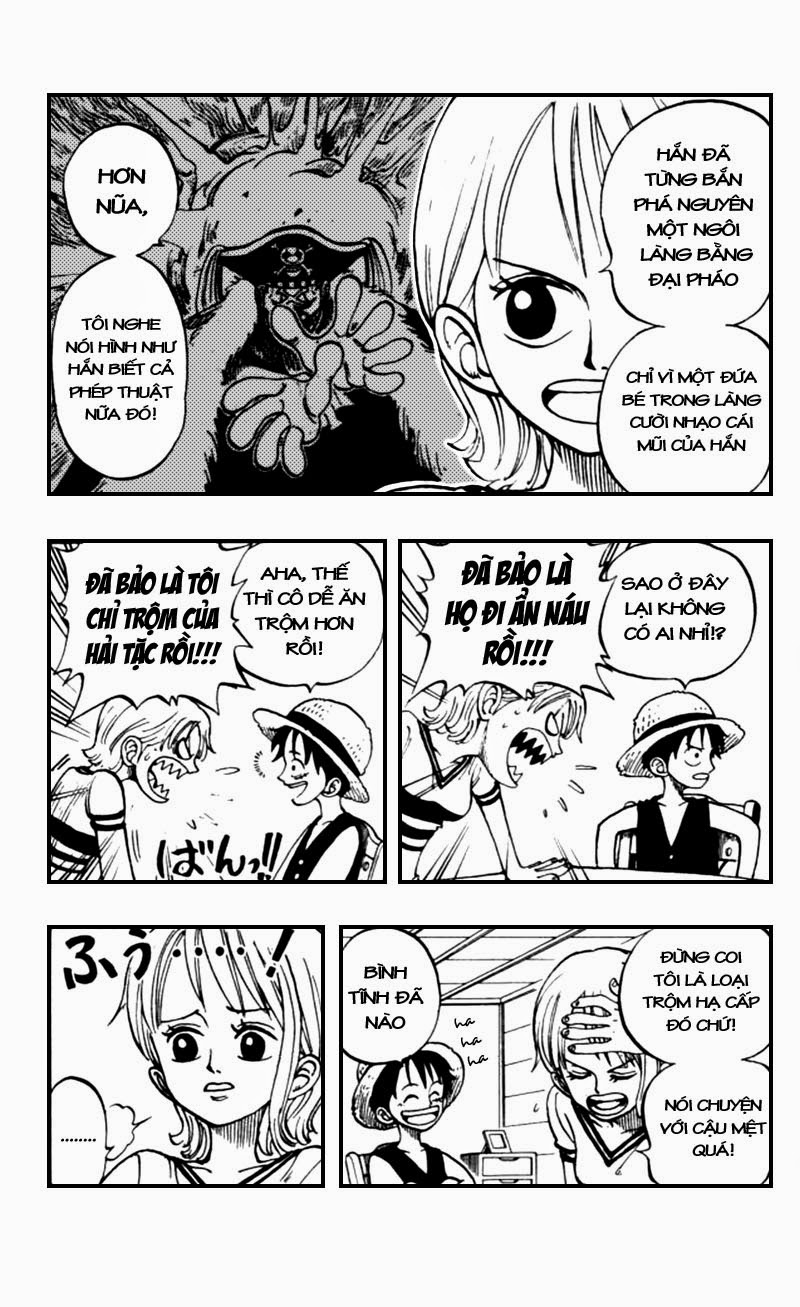 HẮN ĐÃ
TỪNG BẮN
PHÁ NGUYÊN
MỘT NGÔI
LÀNG BẰNG
ĐẠI PHÁO
CHỈ VÌ MỘT ĐỨA
BÉ TRONG LÀNG
CƯỜI NHẠO CÁI
MŨI CỦA HẮN
HƠN
NŨA,
TÔI NGHE
NÓI HÌNH NHƯ
HẮN BIẾT CẢ
PHÉP THUẬT
NỮA ĐÓ!
SAO Ở ĐÂY
LẠI KHÔNG
CÓ AI NHỈ!?
ĐÃ BẢO LÀ
HỌ ĐI ẨN NÁU
RỒI!!!
AHA, THẾ
THÌ CÔ DỄ ĂN
TRỘM HƠN
RỒI!
ĐÃ BẢO LÀ TÔI
CHỈ TRỘM CỦA
HẢI TẶC RỒI!!!
ばんっ!!
ĐỪNG COI
TÔI LÀ LOẠI
TRỘM HẠ CẤP
ĐÓ CHỨ!
NÓI CHUYỆN
VỚI CẬU MỆT
QUÁ!
BÌNH
TĨNH ĐÃ
NÀO
ha
ha
ha
ふぅ....!
.........